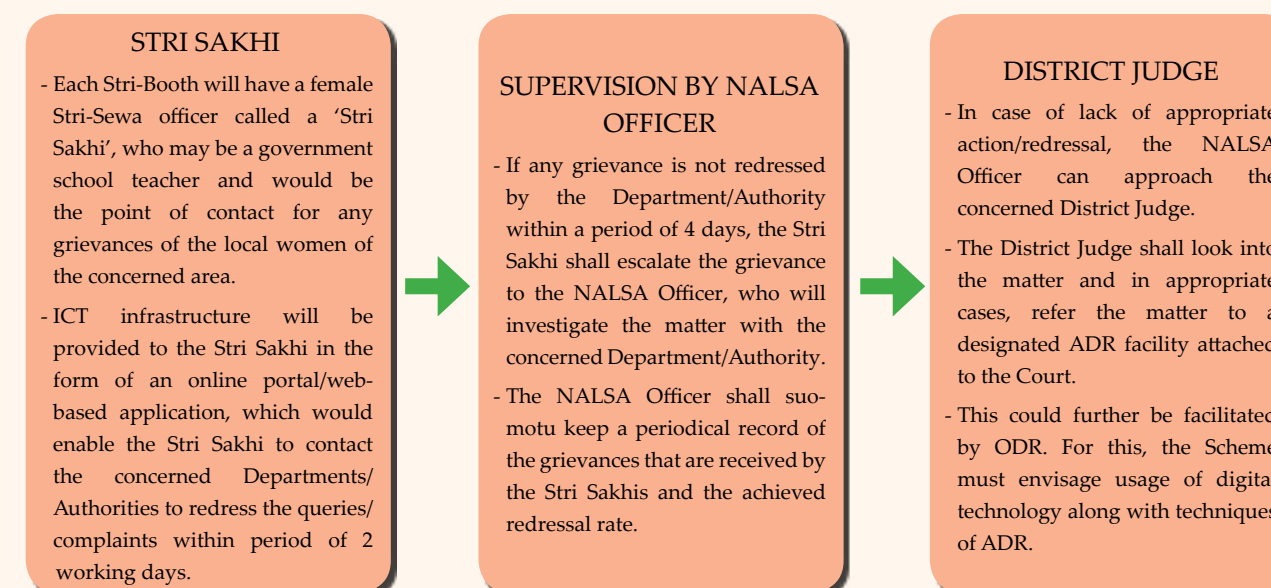 STRI SAKHI
- Each Stri-Booth will have a female
Stri-Sewa officer called a ‘Stri
Sakhi’, who may be a government
school teacher and would be
the point of contact for any
grievances of the local women of
the concerned area.
- ICT infrastructure will be
provided to the Stri Sakhi in the
form of an online portal/web-
based application, which would
enable the Stri Sakhi to contact
the concerned Departments/
Authorities to redress the queries/
complaints within period of 2
working days.
SUPERVISION BY NALSA
OFFICER
- If any grievance is not redressed
by the Department/Authority
within a period of 4 days, the Stri
Sakhi shall escalate the grievance
to the NALSA Officer, who will
investigate the matter with the
concerned Department/Authority.
- The NALSA Officer shall suo-
motu keep a periodical record of
the grievances that are received by
the Stri Sakhis and the achieved
redressal rate.
DISTRICT JUDGE
- In case of lack of appropriate
action/redressal, the NALSA
Officer can approach the
concerned District Judge.
- The District Judge shall look into
the matter and in appropriate
cases, refer the matter to a
designated ADR facility attached
to the Court.
- This could further be facilitated
by ODR. For this, the Scheme
must envisage usage of digital
technology along with techniques
of ADR.